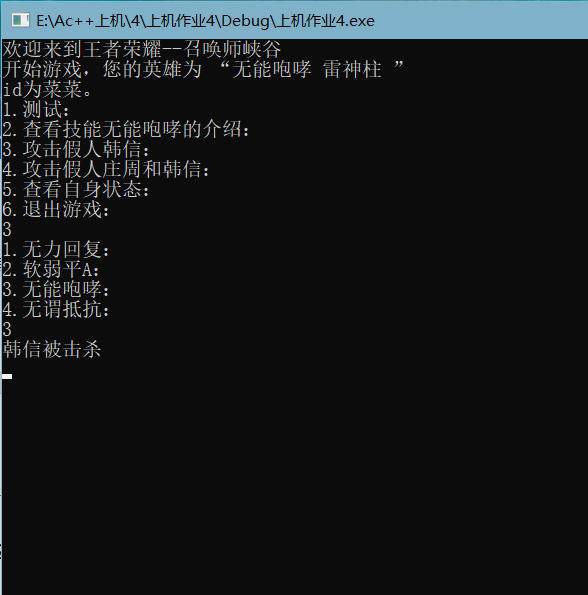 E:\Ac++上机\4\上机作业4\Debug\上机作业4.exe
欢迎来到王者荣耀--召唤师峡谷
开始游戏，您的英雄为 “无能咆哮 雷神柱 ”
id为菜菜。
1.测试：
2.查看技能无能咆哮的介绍：
3.攻击假人韩信：
4.攻击假人庄周和韩信：
5.查看自身状态：
6.退出游戏：
3
1.无力回复：
2.软弱平A：
3.无能咆哮：
4.无谓抵抗：
3
韩信被击杀